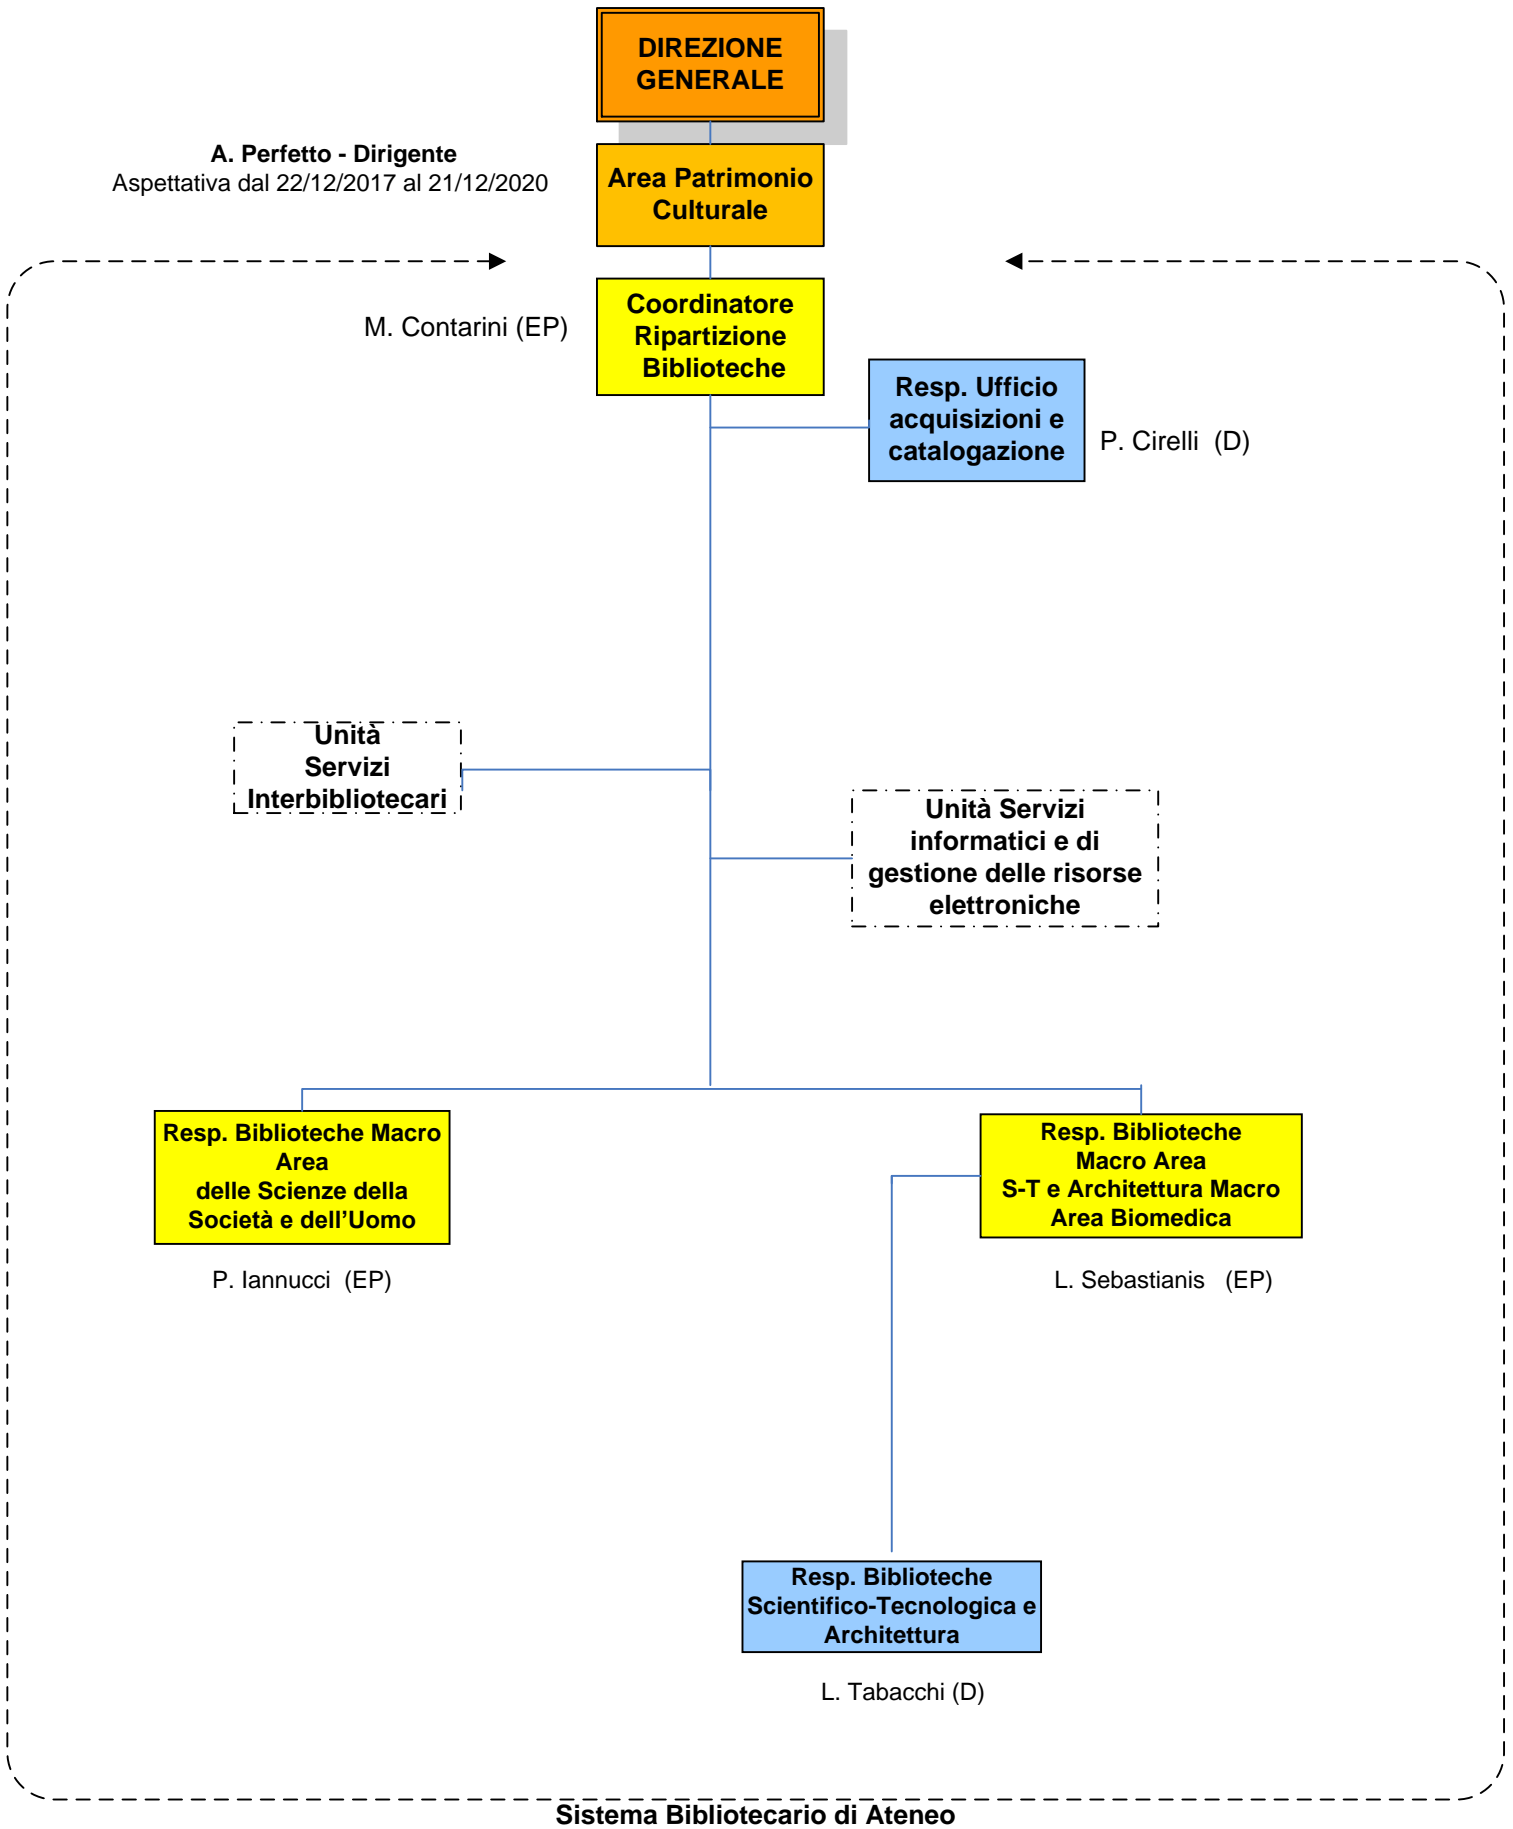 DIREZIONE
GENERALE
A. Perfetto - Dirigente
Aspettativa dal 22/12/2017 al 21/12/2020
Area Patrimonio
Culturale
M. Contarini (EP)
Coordinatore
Ripartizione
Biblioteche
Resp. Ufficio
acquisizioni e
catalogazione
P. Cirelli (D)
Unità
Servizi
Interbibliotecari
Unità Servizi
informatici e di
gestione delle risorse
elettroniche
Resp. Biblioteche Macro
Area
delle Scienze della
Società e dell'Uomo
P. Iannucci (EP)
Resp. Biblioteche
Macro Area
S-T e Architettura Macro
Area Biomedica
L. Sebastianis (EP)
Resp. Biblioteche
Scientifico-Tecnologica e
Architettura
L. Tabacchi (D)
Sistema Bibliotecario di Ateneo